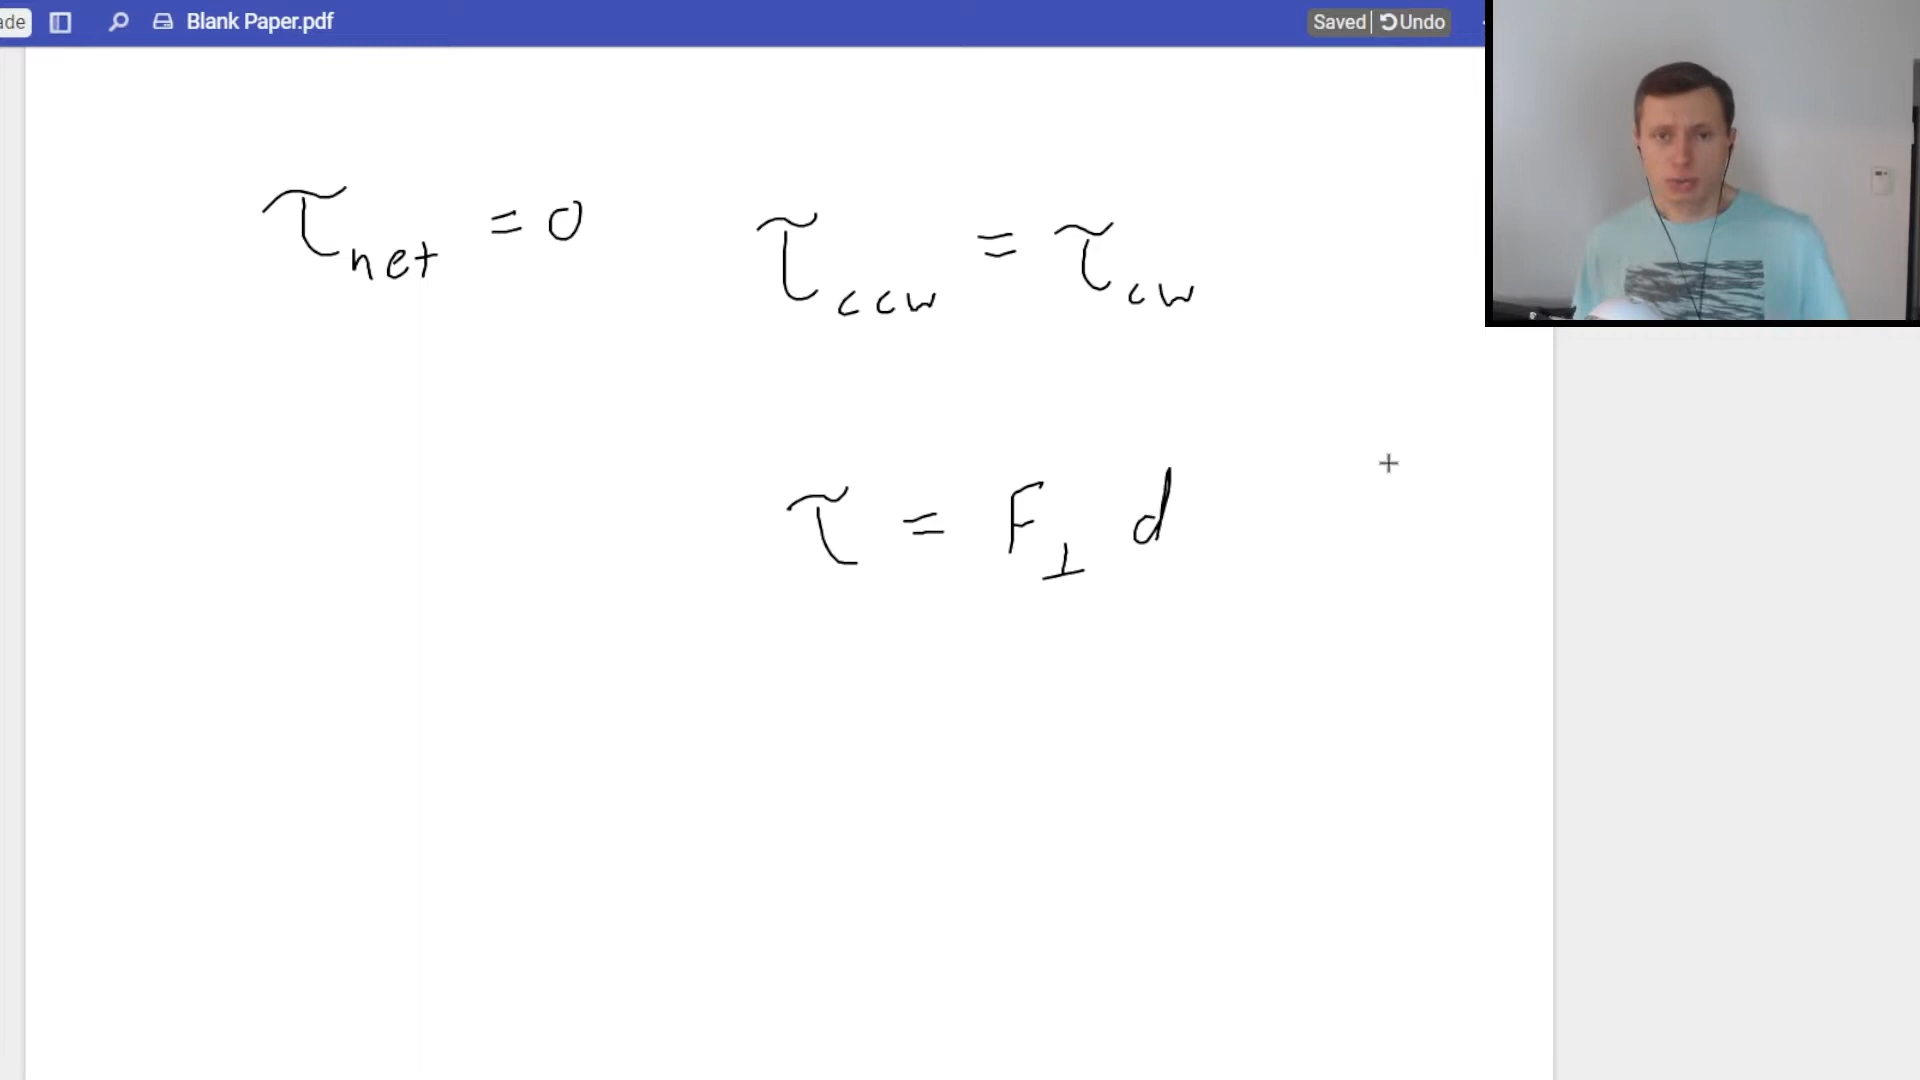 ade Blank Paper.pdf Saved Undo
τnet = 0 τccw = τcw
τ = F⊥ d